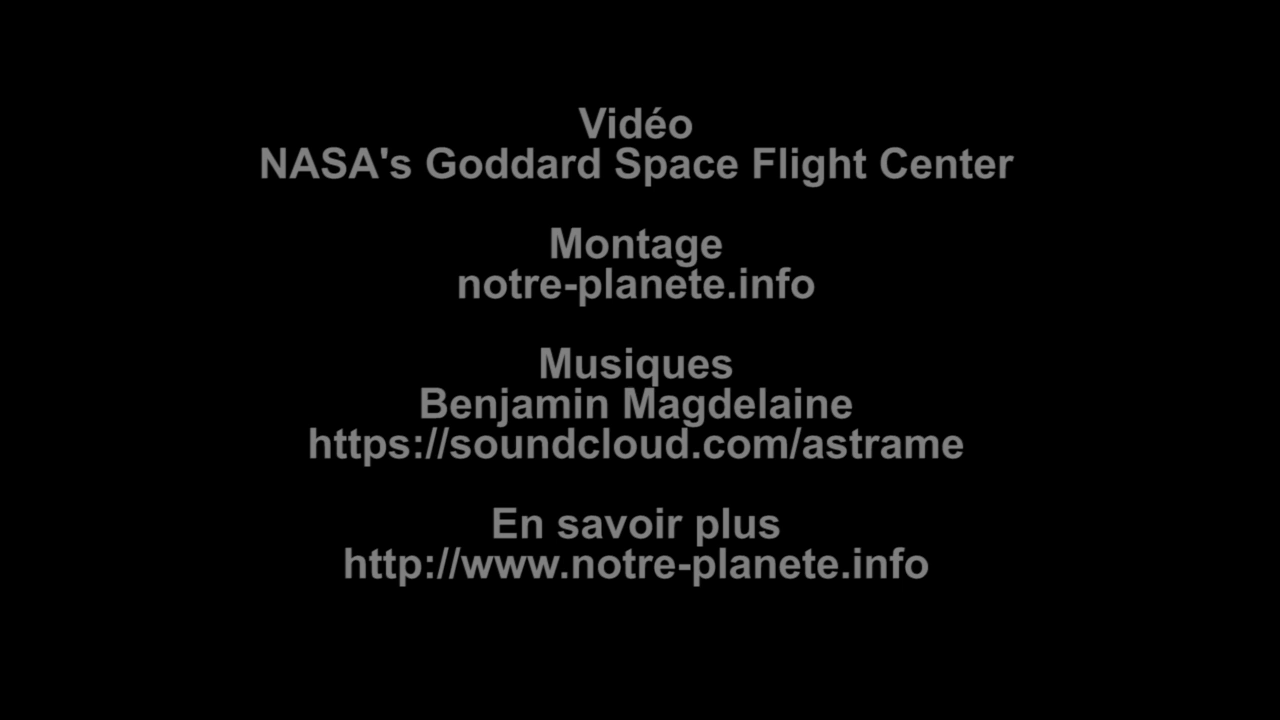 Vidéo
NASA's Goddard Space Flight Center
Montage
notre-planete.info
Musiques
Benjamin Magdelaine
https://soundcloud.com/astrame
En savoir plus
http://www.notre-planete.info